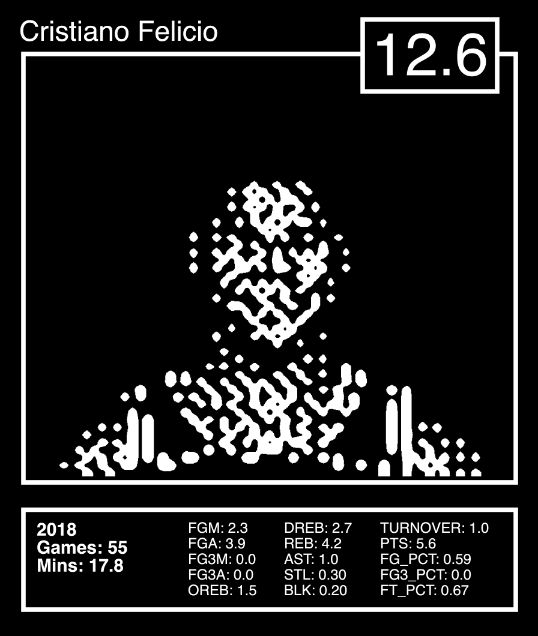 Cristiano Felicio
12.6
2018
Games: 55
Mins: 17.8
FGM: 2.3
FGA: 3.9
FG3M: 0.0
FG3A: 0.0
OREB: 1.5
DREB: 2.7
REB: 4.2
AST: 1.0
STL: 0.30
BLK: 0.20
TURNOVER: 1.0
PTS: 5.6
FG_PCT: 0.59
FG3_PCT: 0.0
FT_PCT: 0.67